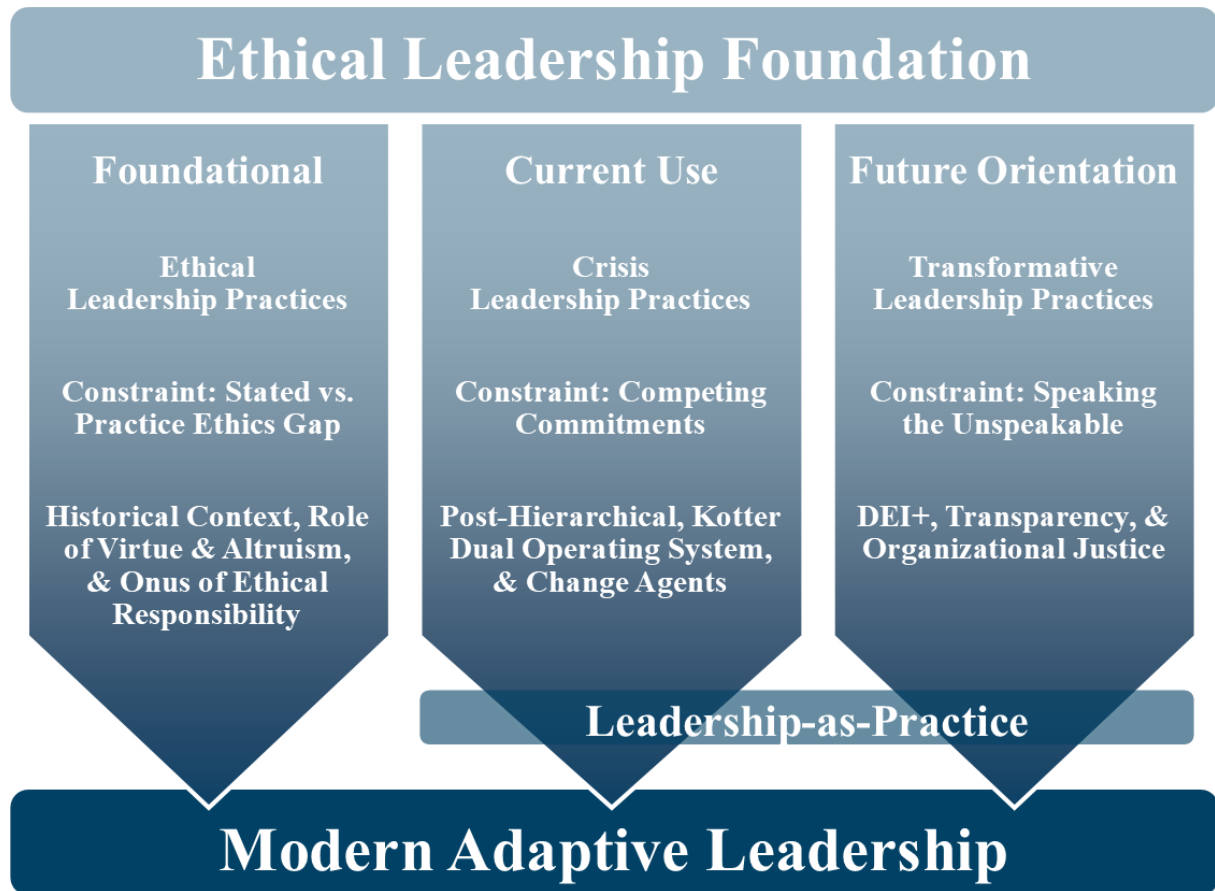 Ethical Leadership Foundation
Foundational
Ethical
Leadership Practices
Constraint: Stated vs.
Practice Ethics Gap
Historical Context, Role
of Virtue & Altruism,
& Onus of Ethical
Responsibility
Current Use
Crisis
Leadership Practices
Constraint: Competing
Commitments
Post-Hierarchical, Kotter
Dual Operating System,
& Change Agents
Future Orientation
Transformative
Leadership Practices
Constraint: Speaking
the Unspeakable
DEI+, Transparency, &
Organizational Justice
Leadership-as-Practice
Modern Adaptive Leadership